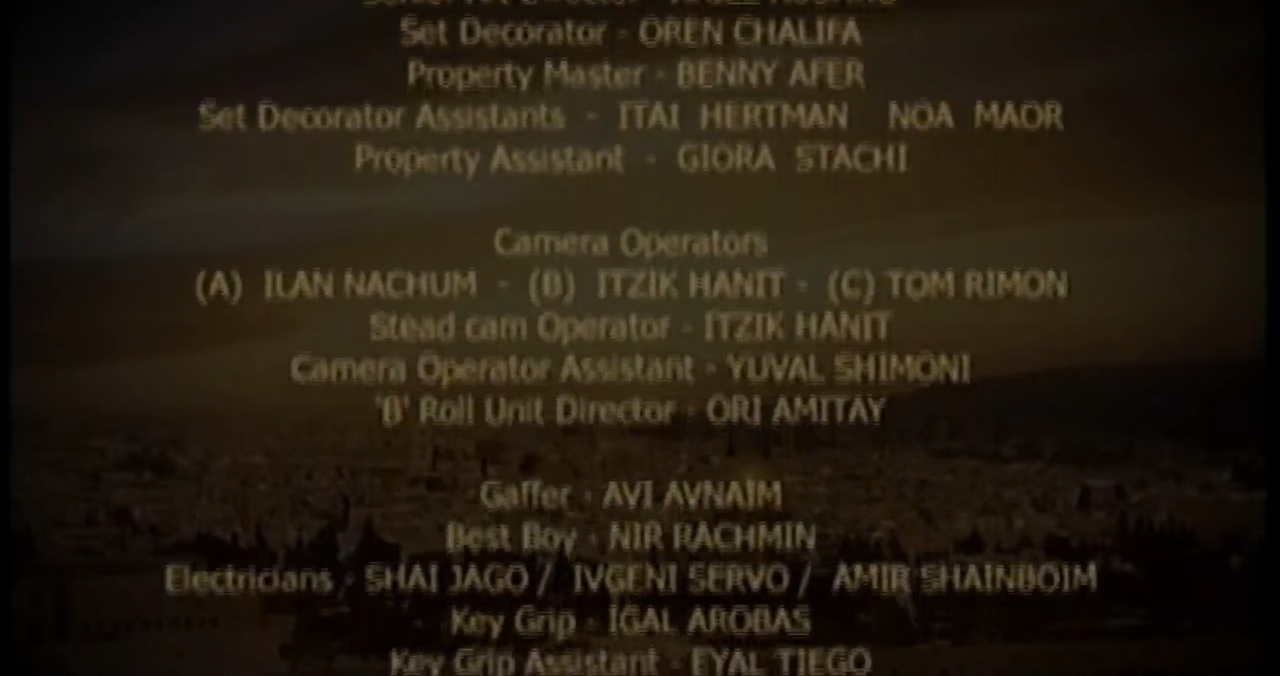 Set Decorator - OREN CHALIFA
Property Master - BENNY AFER
Set Decorator Assistants - ITAI HERTMAN NOA MAOR
Property Assistant - GIORA STACHI
Camera Operators
(A) ILAN NACHUM - (B) ITZIK HANIT - (C) TOM RIMON
Stead cam Operator - ITZIK HANIT
Camera Operator Assistant - YUVAL SHIMONI
'B' Roll Unit Director - ORI AMITAY
Gaffer - AVI AVNAIM
Best Boy - NIR RACHMIN
Electricians - SHAI JAGO / IVGENI SERVO / AMIR SHAINBOIM
Key Grip - IGAL AROBAS
Key Grip Assistant - EYAL TIEGO